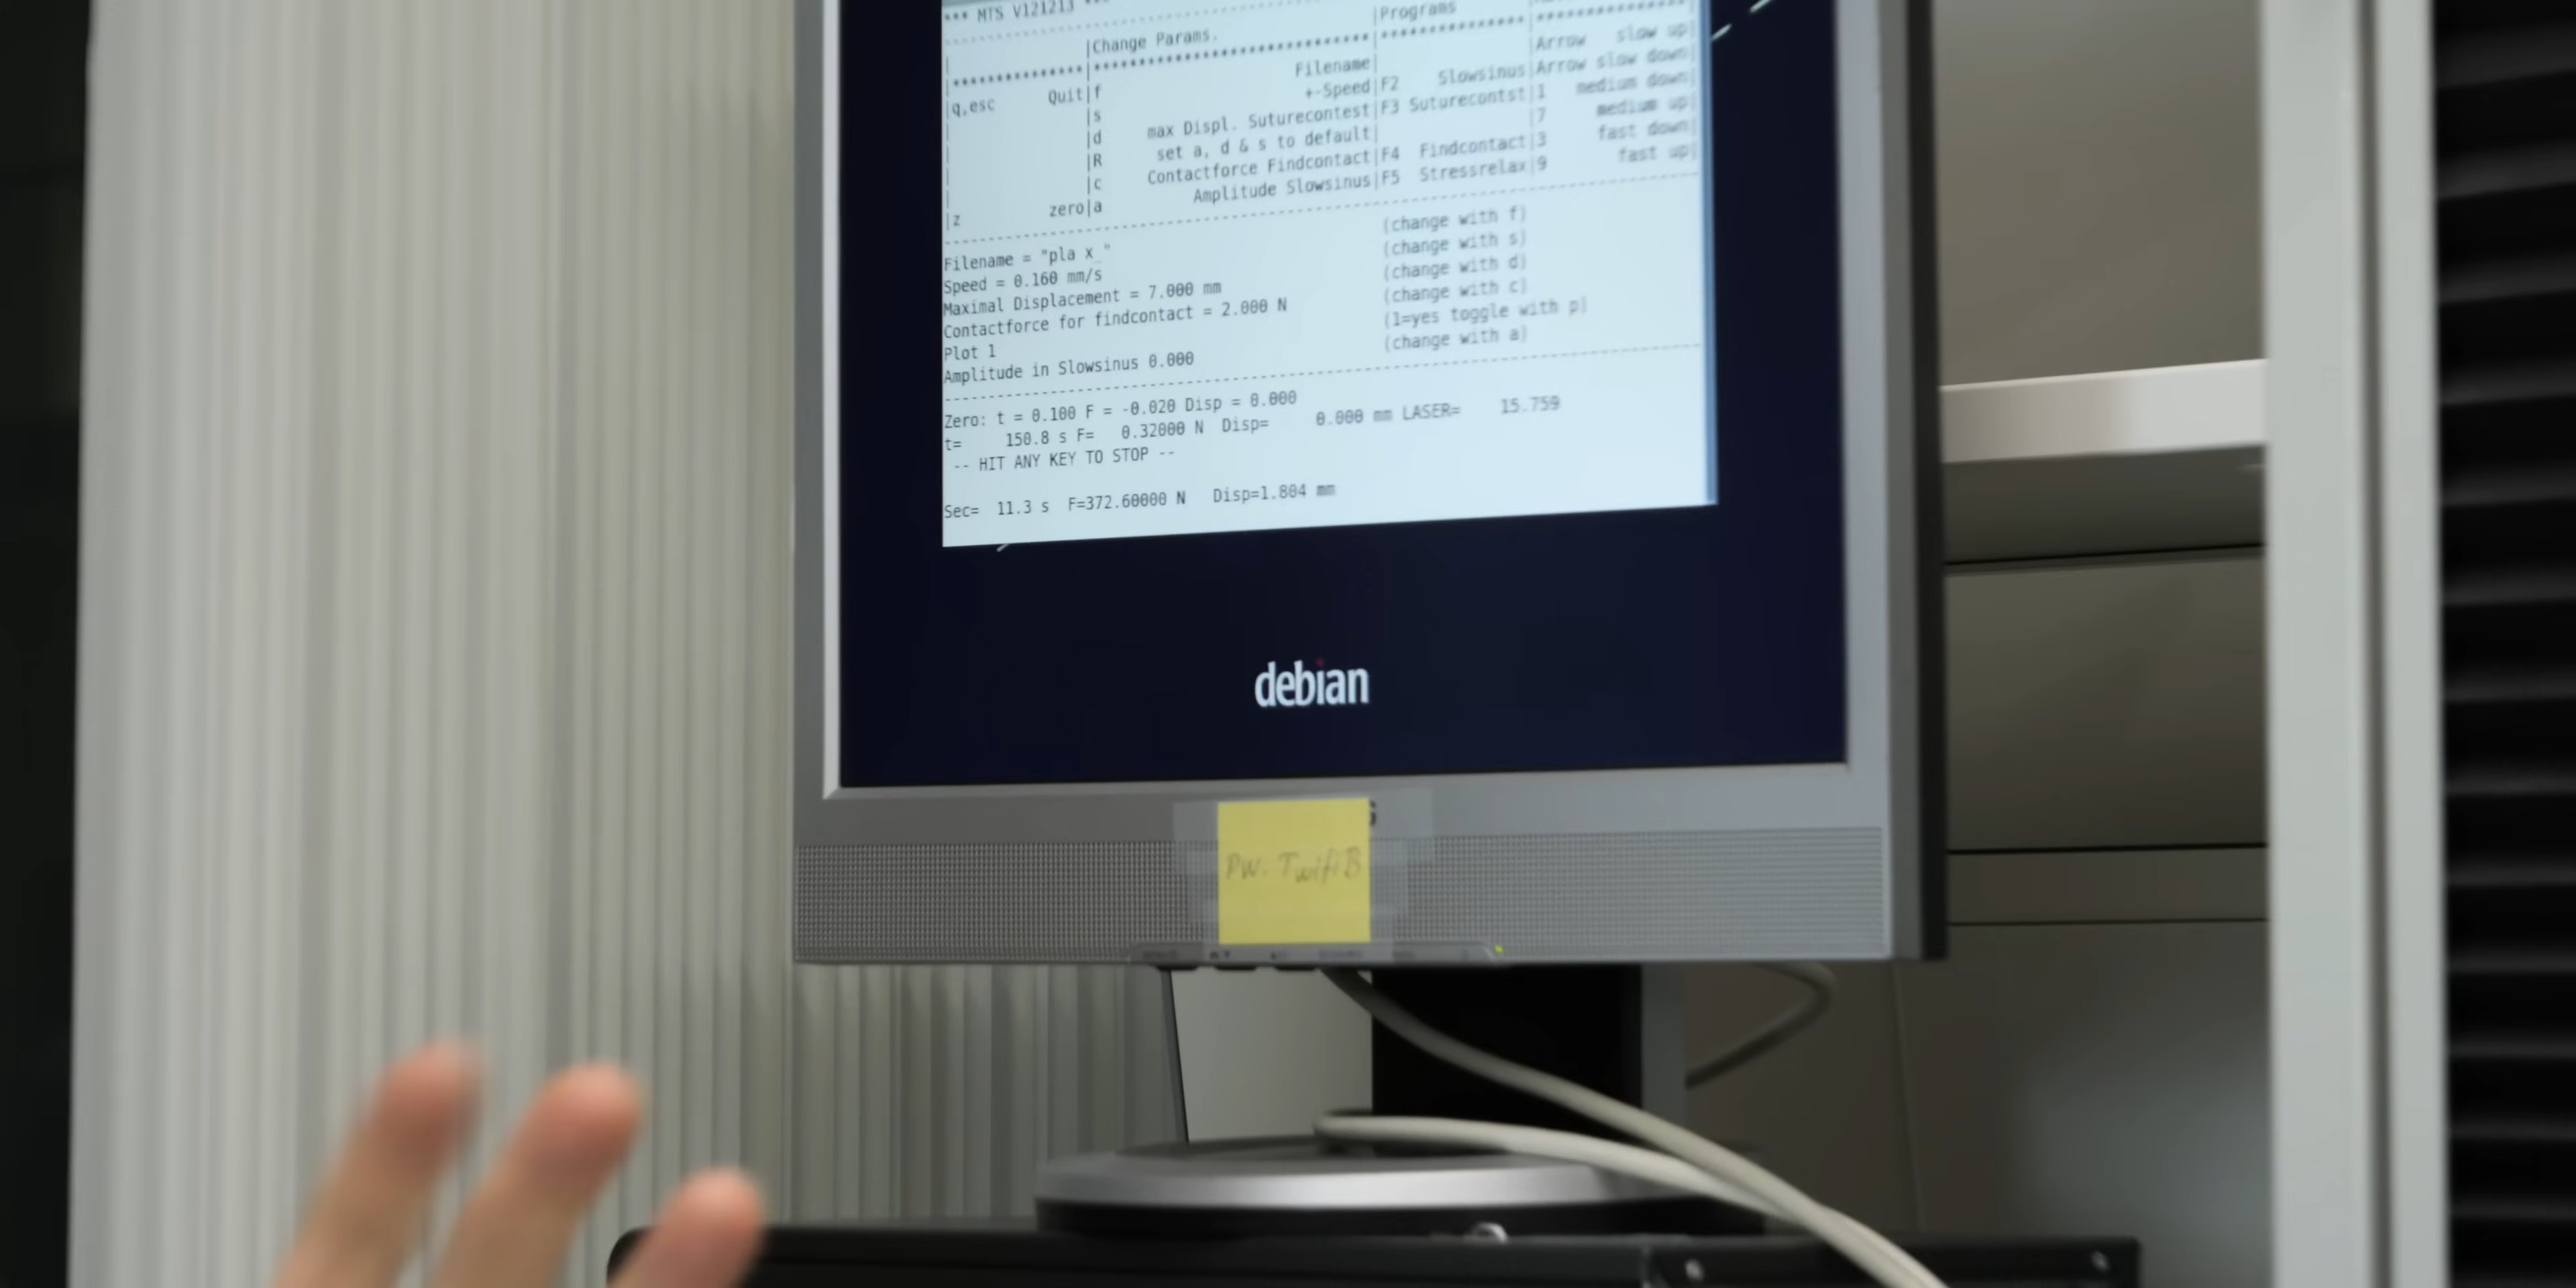 *** MTS V121213 ***
|Change Params. |Programs
|***************|********************************|***************|***************
|q,esc Quit|f Filename| |Arrow slow up|
| |s +-Speed|F2 Slowsinus|Arrow slow down|
| |d max Displ. Suturecontest|F3 Suturecontst|1 medium down|
| |R set a, d & s to default| |7 medium up|
| |c Contactforce Findcontact|F4 Findcontact|3 fast down|
|z zero|a Amplitude Slowsinus|F5 Stressrelax|9 fast up|
Filename = "pla x_" (change with f)
Speed = 0.160 mm/s (change with s)
Maximal Displacement = 7.000 mm (change with d)
Contactforce for findcontact = 2.000 N (change with c)
Plot 1 (1=yes toggle with p)
Amplitude in Slowsinus 0.000 (change with a)
Zero: t = 0.100 F = -0.020 Disp = 0.000
t= 150.8 s F= 0.32000 N Disp= 0.000 mm LASER= 15.759
-- HIT ANY KEY TO STOP --
Sec= 11.3 s F=372.60000 N Disp=1.804 mm
debian
PW. TwifiB